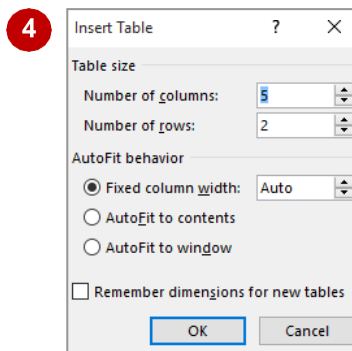 4
Insert Table ? ×
Table size
Number of columns: 5
Number of rows: 2
AutoFit behavior
Fixed column width: Auto
AutoFit to contents
AutoFit to window
Remember dimensions for new tables
OK Cancel